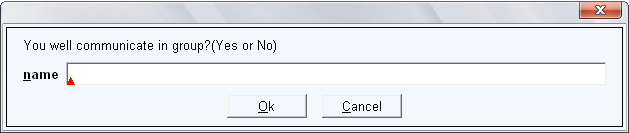 You well communicate in group?(Yes or No)
name
Ok Cancel